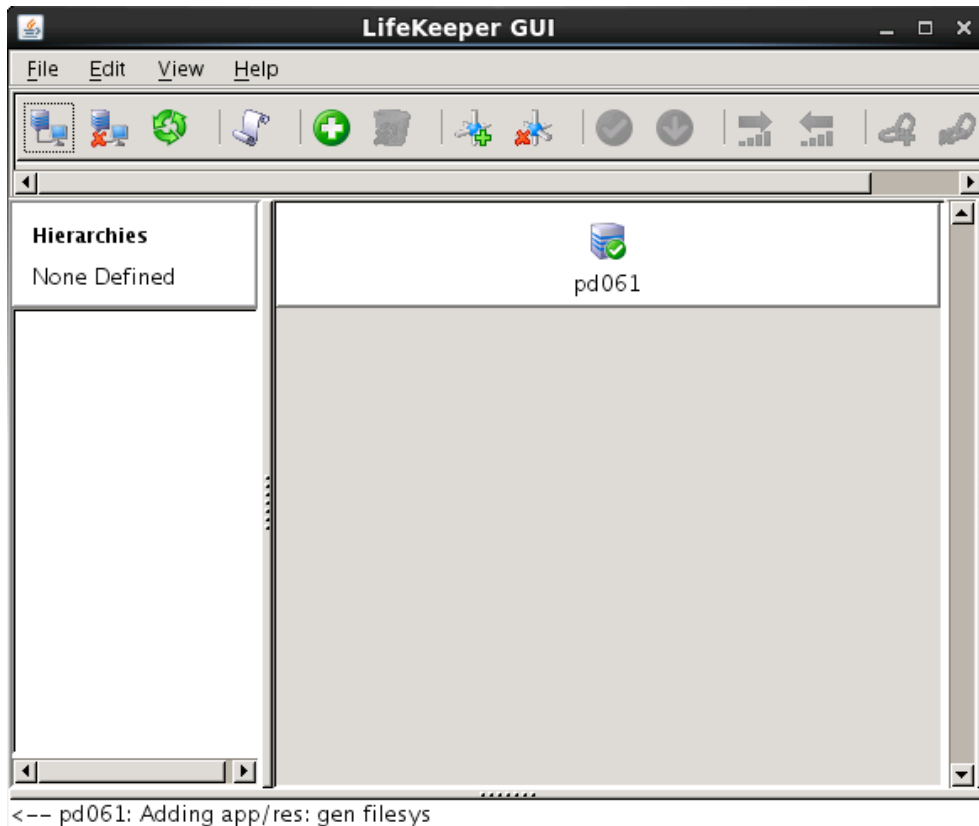 LifeKeeper GUI
File Edit View Help
Hierarchies
None Defined
pd061
<-- pd061: Adding app/res: gen filesys